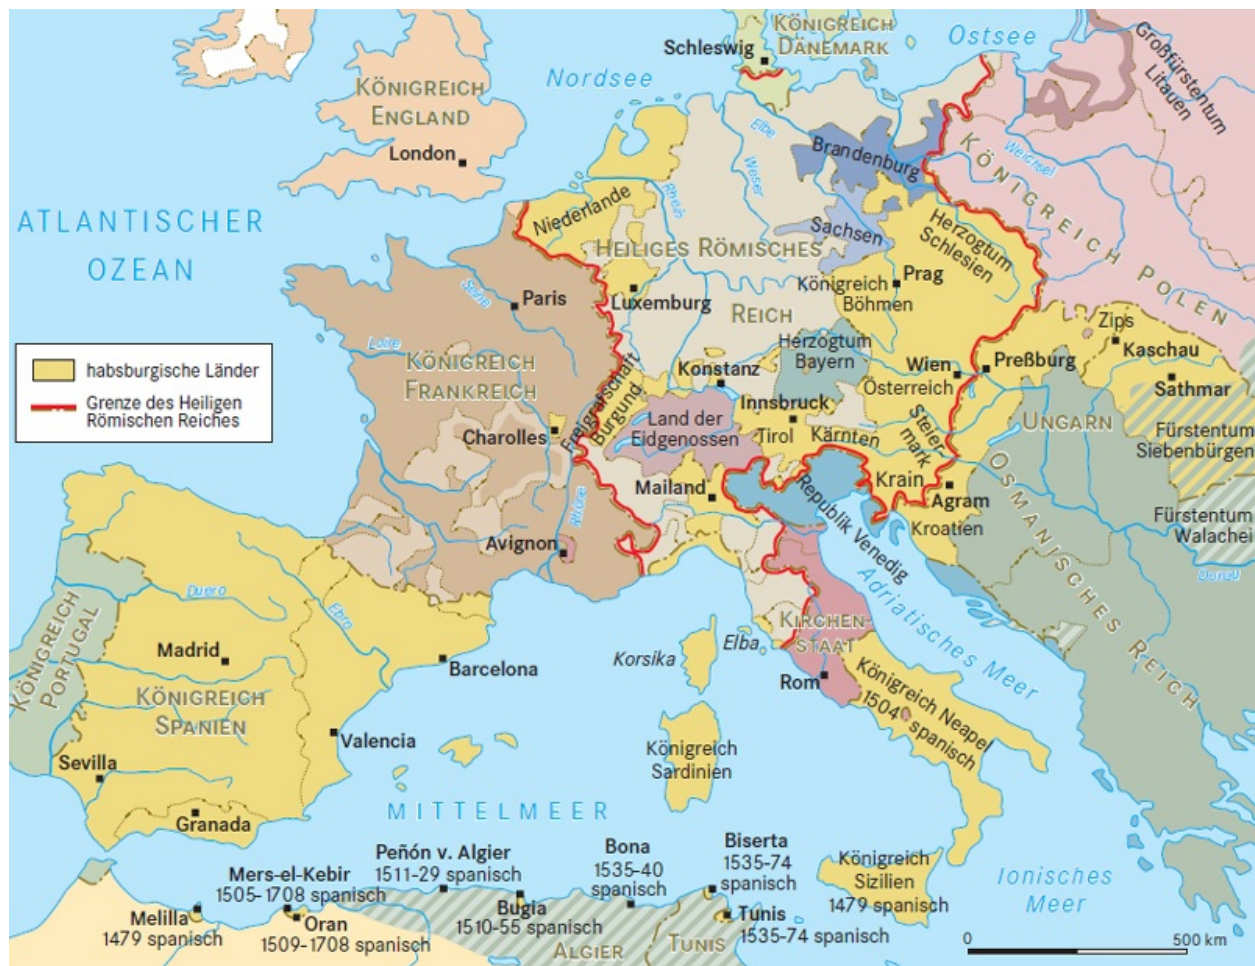 KÖNIGREICH
DÄNEMARK
Schleswig
Ostsee
Nordsee
Großfürstentum
Litauen
KÖNIGREICH
ENGLAND
London
Elbe
Weser
Rhein
Brandenburg
Weichsel
KÖNIGREICH POLEN
ATLANTISCHER
OZEAN
Niederlande
Sachsen
Herzogtum
Schlesien
HEILIGES RÖMISCHES
REICH
Seine
Paris
Luxemburg
Prag
Königreich
Böhmen
Loire
KÖNIGREICH
FRANKREICH
Herzogtum
Bayern
Zips
Kaschau
Preßburg
Sathmar
Wien
Österreich
Konstanz
Innsbruck
Freigrafschaft
Burgund
Land der
Eidgenossen
Tirol
Kärnten
Steier-
mark
UNGARN
Fürstentum
Siebenbürgen
habsburgische Länder
Grenze des Heiligen
Römischen Reiches
Charolles
Rhône
Mailand
Krain
Agram
Kroatien
Republik Venedig
OSMANISCHES REICH
Fürstentum
Walachei
Donau
Avignon
Adriatisches Meer
Duero
Ebro
KÖNIGREICH
PORTUGAL
Madrid
Barcelona
Korsika
Elba
KIRCHEN-
STAAT
Rom
KÖNIGREICH
SPANIEN
Valencia
Sevilla
Granada
Königreich
Sardinien
Königreich Neapel
1504 spanisch
MITTELMEER
Peñón v. Algier
1511-29 spanisch
Bona
1535-40
spanisch
Biserta
1535-74
spanisch
Königreich
Sizilien
1479 spanisch
Ionisches
Meer
Mers-el-Kebir
1505-1708 spanisch
Melilla
1479 spanisch
Oran
1509-1708 spanisch
Bugia
1510-55 spanisch
Tunis
1535-74 spanisch
ALGIER
TUNIS
0
500 km